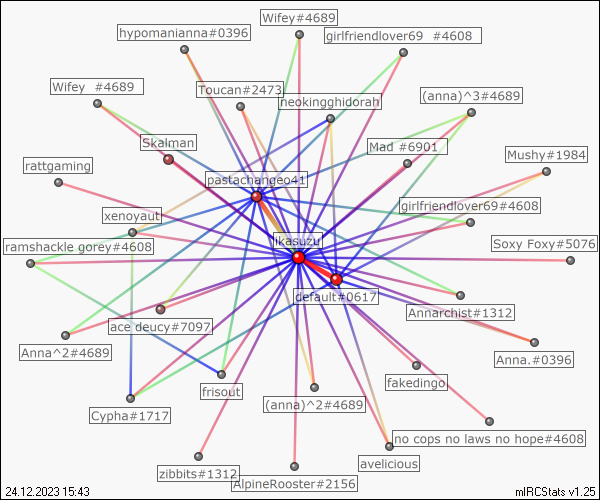 Wifey#4689
hypomanianna#0396
girlfriendlover69 #4608
Wifey #4689
Toucan#2473
neokingghidorah
(anna)^3#4689
Skalman
Mad #6901
Mushy#1984
rattgaming
pastachangeo41
xenoyaut
girlfriendlover69#4608
ramshackle gorey#4608
ikasuzu
Soxy Foxy#5076
default#0617
Annarchist#1312
ace deucy#7097
Anna^2#4689
Anna.#0396
fakedingo
frisout
(anna)^2#4689
Cypha#1717
no cops no laws no hope#4608
avelicious
zibbits#1312
AlpineRooster#2156
24.12.2023 15:43
mIRCStats v1.25